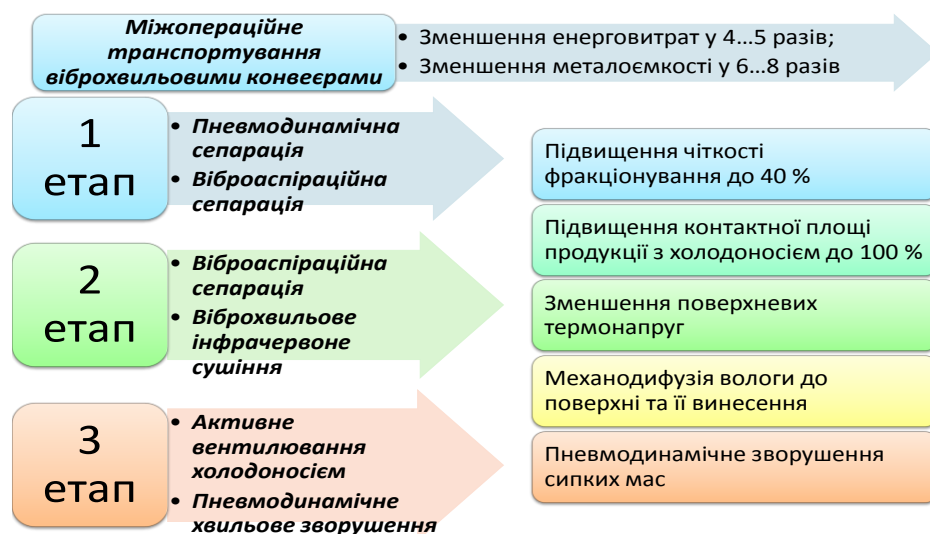 Міжопераційне
транспортування
віброхвильовими конвеєрами
• Зменшення енерговитрат у 4...5 разів;
• Зменшення металоємкості у 6...8 разів
1
етап
• Пневмодинамічна
сепарація
• Віброаспіраційна
сепарація
2
етап
• Віброаспіраційна
сепарація
• Віброхвильове
інфрачервоне
сушіння
3
етап
• Активне
вентилювання
холодоносієм
• Пневмодинамічне
хвильове зворушення
Підвищення чіткості
фракціонування до 40 %
Підвищення контактної площі
продукції з холодоносієм до 100 %
Зменшення поверхневих
термонапруг
Механодифузія вологи до
поверхні та її винесення
Пневмодинамічне зворушення
сипких мас